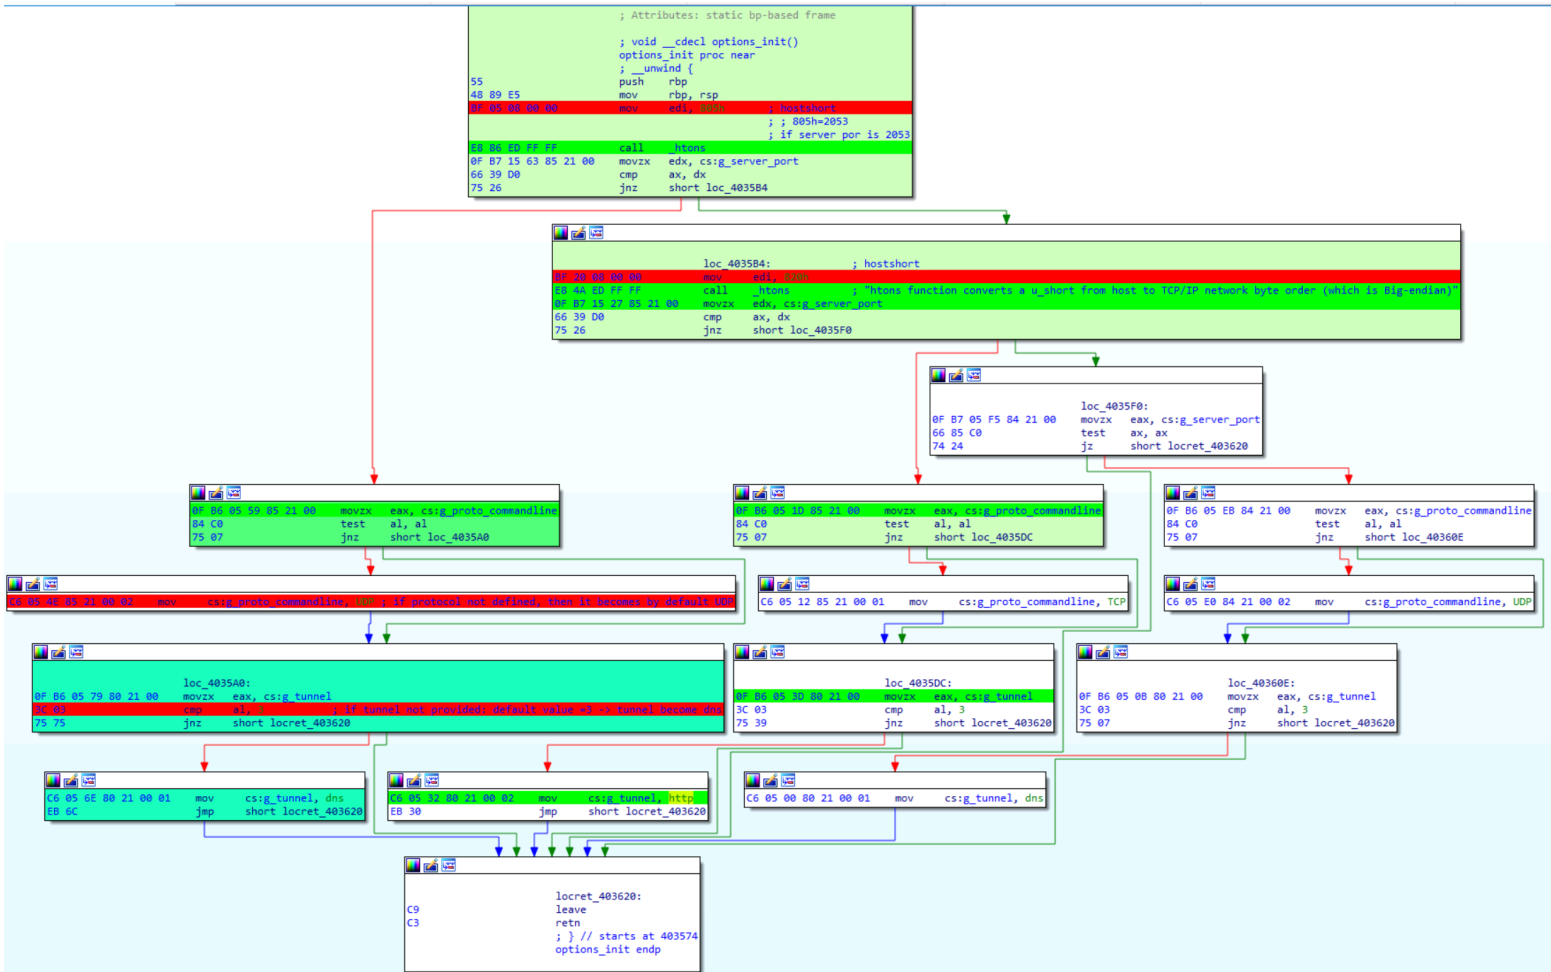 ; Attributes: static bp-based frame
; void __cdecl options_init()
options_init proc near
; __unwind {
55 push rbp
48 89 E5 mov rbp, rsp
BF 05 08 00 00 mov edi, 805h ; hostshort
; ; 805h=2053
; if server por is 2053
E8 86 ED FF FF call _htons
0F B7 15 63 85 21 00 movzx edx, cs:g_server_port
66 39 D0 cmp ax, dx
75 26 jnz short loc_4035B4
loc_4035B4: ; hostshort
BF 20 08 00 00 mov edi, 820h
E8 4A ED FF FF call _htons ; "htons function converts a u_short from host to TCP/IP network byte order (which is Big-endian)"
0F B7 15 27 85 21 00 movzx edx, cs:g_server_port
66 39 D0 cmp ax, dx
75 26 jnz short loc_4035F0
loc_4035F0:
0F B7 05 F5 84 21 00 movzx eax, cs:g_server_port
66 85 C0 test ax, ax
74 24 jz short locret_403620
0F B6 05 59 85 21 00 movzx eax, cs:g_proto_commandline
84 C0 test al, al
75 07 jnz short loc_4035A0
0F B6 05 1D 85 21 00 movzx eax, cs:g_proto_commandline
84 C0 test al, al
75 07 jnz short loc_4035DC
0F B6 05 EB 84 21 00 movzx eax, cs:g_proto_commandline
84 C0 test al, al
75 07 jnz short loc_40360E
C6 05 4E 85 21 00 02 mov cs:g_proto_commandline, UDP ; if protocol not defined, then it becomes by default UDP
C6 05 12 85 21 00 01 mov cs:g_proto_commandline, TCP
C6 05 E0 84 21 00 02 mov cs:g_proto_commandline, UDP
loc_4035A0:
0F B6 05 79 80 21 00 movzx eax, cs:g_tunnel
3C 03 cmp al, 3 ; if tunnel not provided: default value =3 -> tunnel become dns
75 75 jnz short locret_403620
loc_4035DC:
0F B6 05 3D 80 21 00 movzx eax, cs:g_tunnel
3C 03 cmp al, 3
75 39 jnz short locret_403620
loc_40360E:
0F B6 05 0B 80 21 00 movzx eax, cs:g_tunnel
3C 03 cmp al, 3
75 07 jnz short locret_403620
C6 05 6E 80 21 00 01 mov cs:g_tunnel, dns
EB 6C jmp short locret_403620
C6 05 32 80 21 00 02 mov cs:g_tunnel, http
EB 30 jmp short locret_403620
C6 05 00 80 21 00 01 mov cs:g_tunnel, dns
locret_403620:
C9 leave
C3 retn
; } // starts at 403574
options_init endp